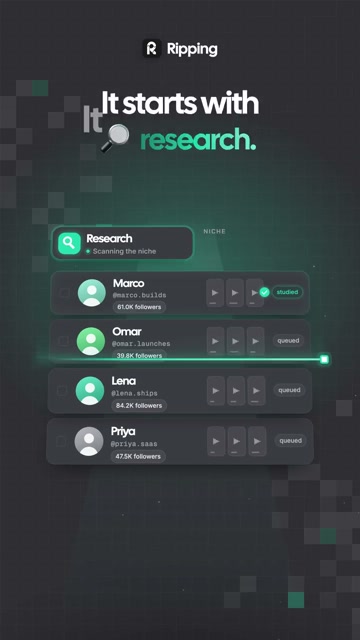 Ripping
It starts with
It
research.
Research
Scanning the niche
NICHE
Marco
@marco.builds
61.0K followers
studied
Omar
@omar.launches
39.8K followers
queued
Lena
@lena.ships
84.2K followers
queued
Priya
@priya.saas
47.5K followers
queued